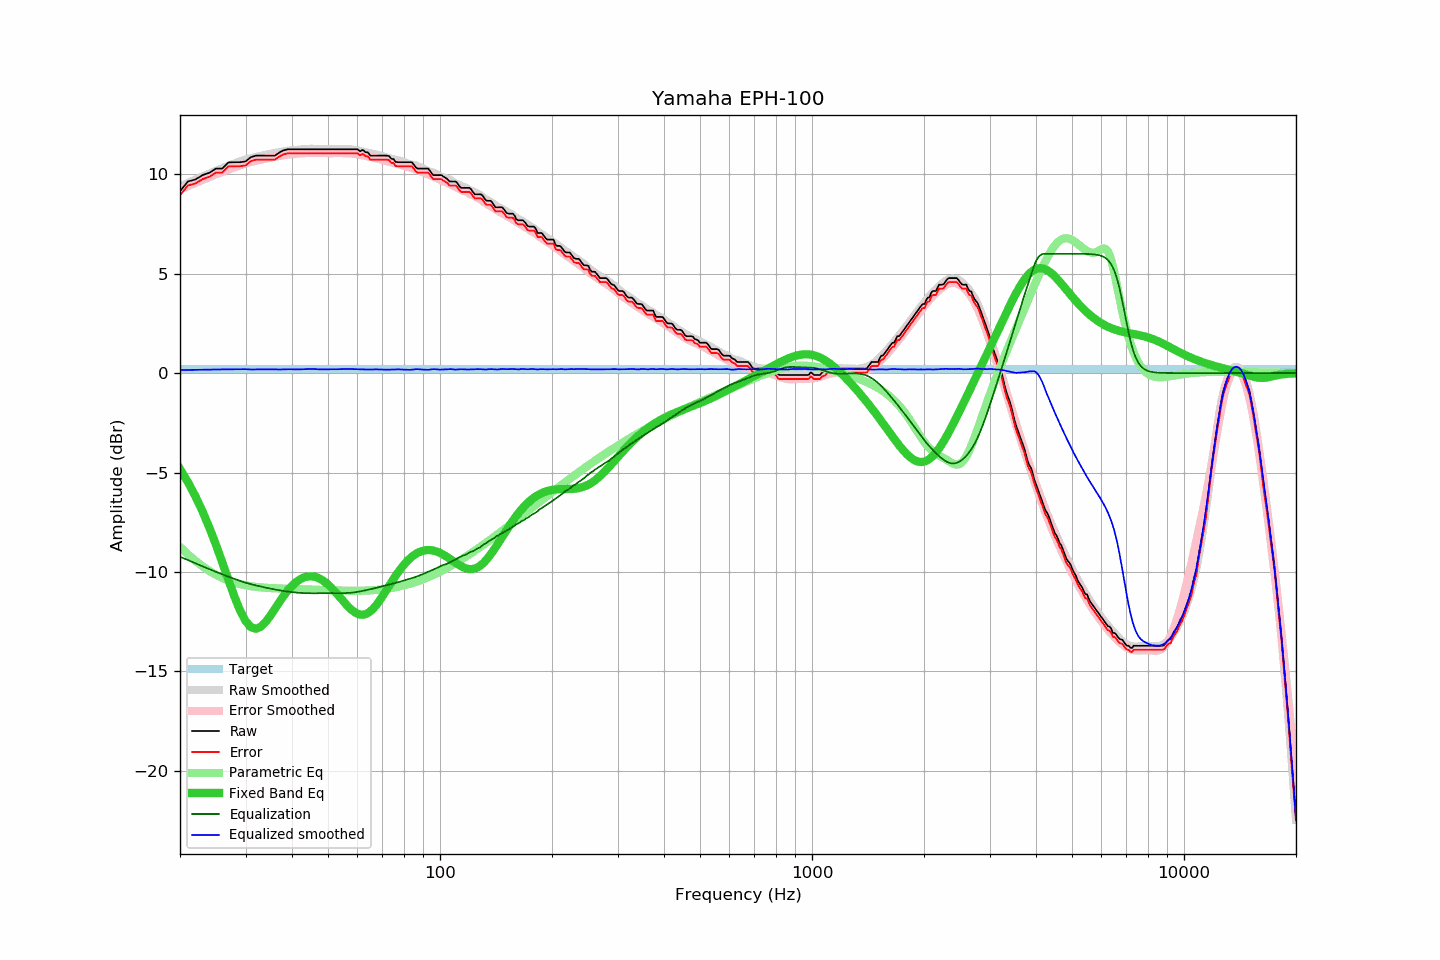 Yamaha EPH-100
10
5
0
−5
−10
−15
−20
Amplitude (dBr)
Target
Raw Smoothed
Error Smoothed
Raw
Error
Parametric Eq
Fixed Band Eq
Equalization
Equalized smoothed
100 1000 10000
Frequency (Hz)